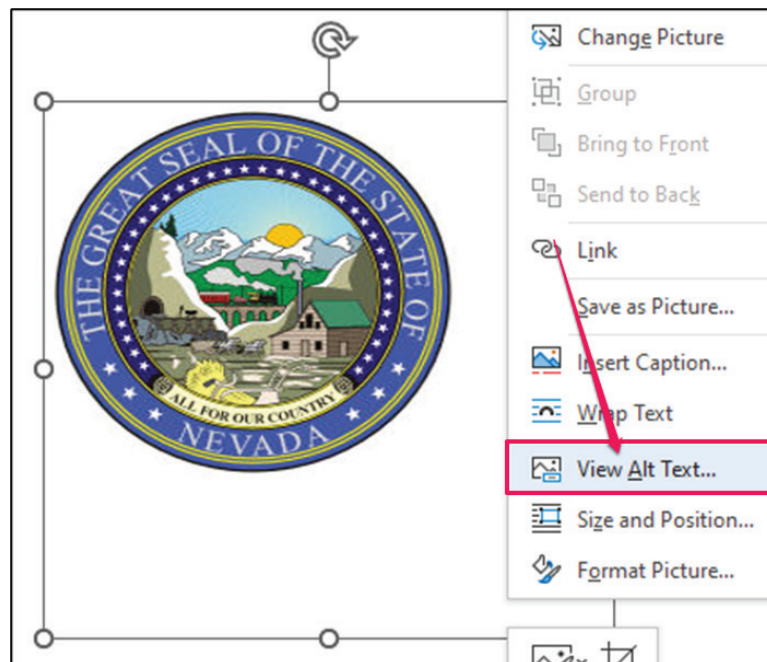 THE GREAT SEAL OF THE STATE OF
NEVADA
ALL FOR OUR COUNTRY
Change Picture
Group
Bring to Front
Send to Back
Link
Save as Picture...
Insert Caption...
Wrap Text
View Alt Text...
Size and Position...
Format Picture...